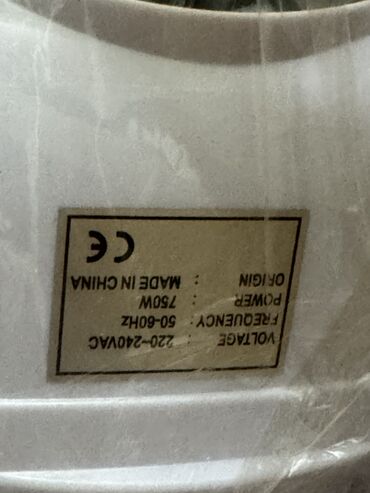 VOLTAGE : 220~240VAC
FREQUENCY : 50-60Hz
POWER : 750W
ORIGIN : MADE IN CHINA
CE